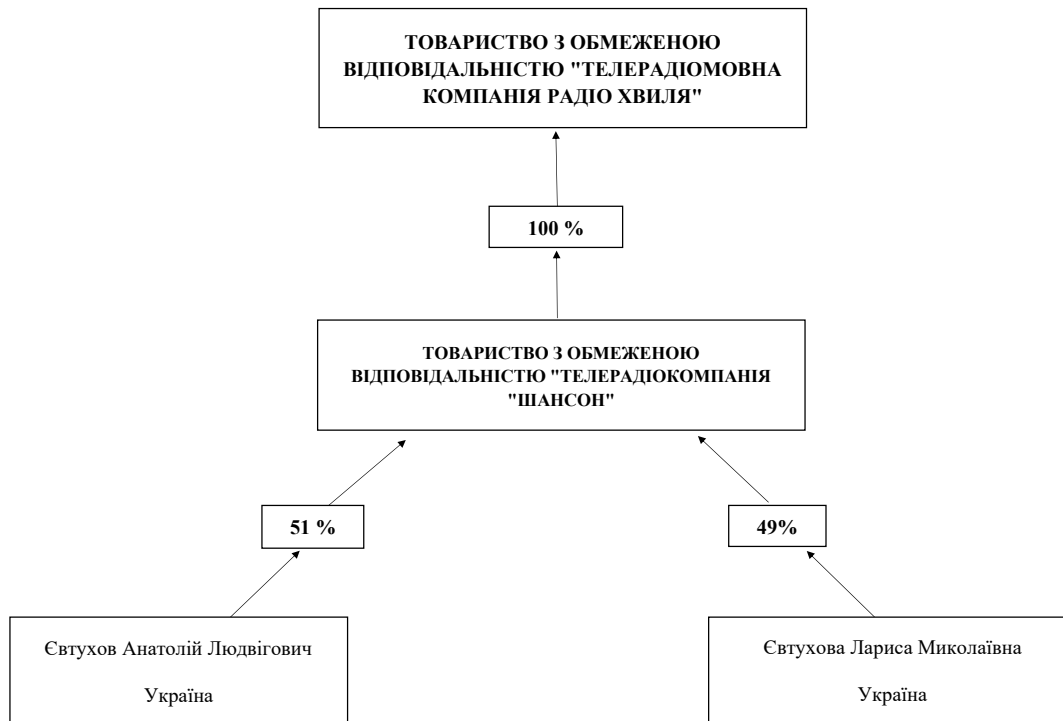 ТОВАРИСТВО З ОБМЕЖЕНОЮ
ВІДПОВІДАЛЬНІСТЮ "ТЕЛЕРАДІОМОВНА
КОМПАНІЯ РАДІО ХВИЛЯ"
100 %
ТОВАРИСТВО З ОБМЕЖЕНОЮ
ВІДПОВІДАЛЬНІСТЮ "ТЕЛЕРАДІОКОМПАНІЯ
"ШАНСОН"
51 %
49%
Євтухов Анатолій Людвігович
Україна
Євтухова Лариса Миколаївна
Україна